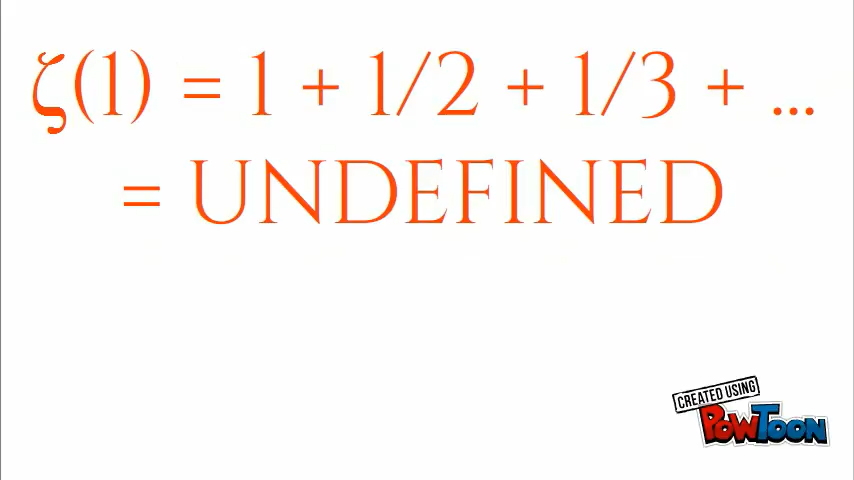 ζ(1) = 1 + 1/2 + 1/3 + ...
= UNDEFINED
CREATED USING
POWTOON